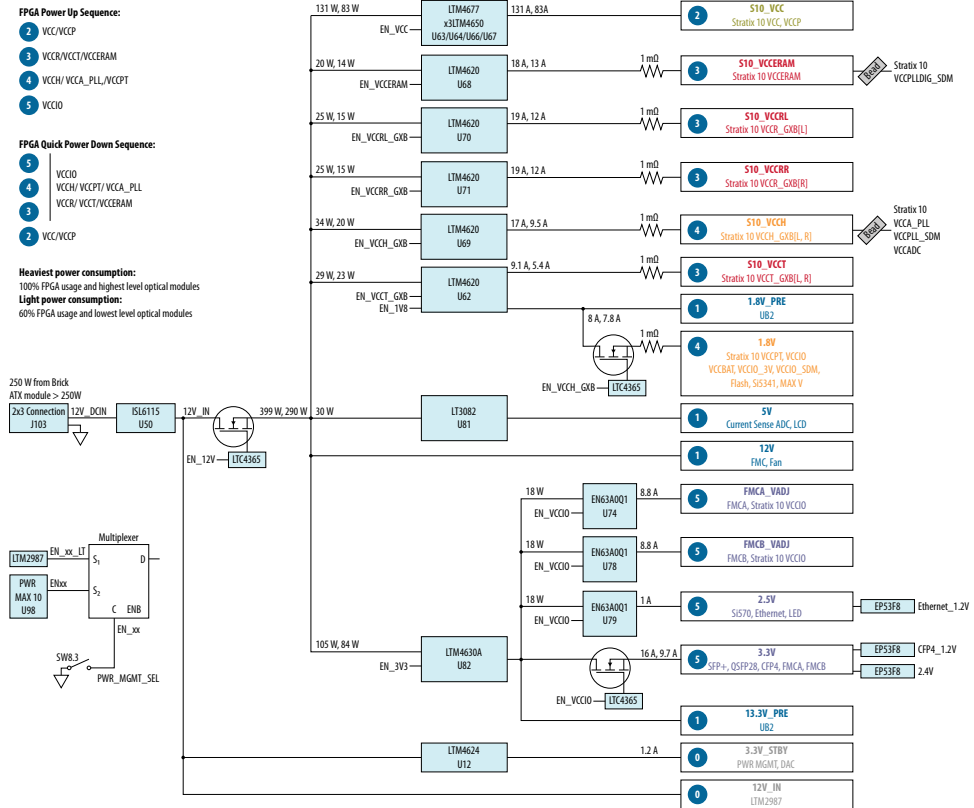 FPGA Power Up Sequence:
2 VCC/VCCP
3 VCCR/VCCT/VCCERAM
4 VCCH/ VCCA_PLL,/VCCPT
5 VCCIO
FPGA Quick Power Down Sequence:
5
VCCIO
4 VCCH/ VCCPT/ VCCA_PLL
3 VCCR/ VCCT/VCCERAM
2 VCC/VCCP
Heaviest power consumption:
100% FPGA usage and highest level optical modules
Light power consumption:
60% FPGA usage and lowest level optical modules
131 W, 83 W
EN_VCC
LTM4677
x3LTM4650
U63/U64/U66/U67
131 A, 83A
2
S10_VCC
Stratix 10 VCC, VCCP
20 W, 14 W
EN_VCCERAM
LTM4620
U68
18 A, 13 A
1 mΩ
3
S10_VCCERAM
Stratix 10 VCCERAM
Bead
Stratix 10
VCCPLLDIG_SDM
25 W, 15 W
EN_VCCRL_GXB
LTM4620
U70
19 A, 12 A
1 mΩ
3
S10_VCCRL
Stratix 10 VCCR_GXB[L]
25 W, 15 W
EN_VCCRR_GXB
LTM4620
U71
19 A, 12 A
1 mΩ
3
S10_VCCRR
Stratix 10 VCCR_GXB[R]
34 W, 20 W
EN_VCCH_GXB
LTM4620
U69
17 A, 9.5 A
1 mΩ
4
S10_VCCH
Stratix 10 VCCH_GXB[L, R]
Bead
Stratix 10
VCCA_PLL
VCCPLL_SDM
VCCADC
29 W, 23 W
EN_VCCT_GXB
EN_1V8
LTM4620
U62
9.1 A, 5.4 A
1 mΩ
3
S10_VCCT
Stratix 10 VCCT_GXB[L, R]
1
1.8V_PRE
UB2
8 A, 7.8 A
1 mΩ
EN_VCCH_GXB
LTC4365
4
1.8V
Stratix 10 VCCPT, VCCIO
VCCBAT, VCCIO_3V, VCCIO_SDM,
Flash, Si5341, MAX V
250 W from Brick
ATX module > 250W
2x3 Connection
J103
12V_DCIN
ISL6115
U50
12V_IN
EN_12V
LTC4365
399 W, 290 W
30 W
LT3082
U81
1
5V
Current Sense ADC, LCD
1
12V
FMC, Fan
18 W
EN_VCCIO
EN63A0Q1
U74
8.8 A
5
FMCA_VADJ
FMCA, Stratix 10 VCCIO
18 W
EN_VCCIO
EN63A0Q1
U78
8.8 A
5
FMCB_VADJ
FMCB, Stratix 10 VCCIO
18 W
EN_VCCIO
EN63A0Q1
U79
1 A
5
2.5V
Si570, Ethernet, LED
EP53F8
Ethernet_1.2V
105 W, 84 W
EN_3V3
LTM4630A
U82
16 A, 9.7 A
EN_VCCIO
LTC4365
5
3.3V
SFP+, QSFP28, CFP4, FMCA, FMCB
EP53F8
CFP4_1.2V
EP53F8
2.4V
1
13.3V_PRE
UB2
LTM4624
U12
1.2 A
0
3.3V_STBY
PWR MGMT, DAC
0
12V_IN
LTM2987
Multiplexer
LTM2987
EN_xx_LT
S1
D
PWR
MAX 10
U98
ENxx
S2
C ENB
EN_xx
SW8.3
PWR_MGMT_SEL